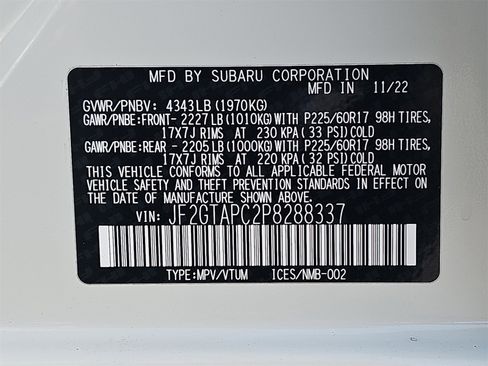 MFD BY SUBARU CORPORATION 11/22
GVWR/PNBV: 4343LB (1970KG)
GAWR/PNBE:FRONT- 2227LB(1010KG)WITH P225/60R17 98H TIRES,
17X7J RIMS AT 230 KPA(33 PSI)COLD
GAWR/PNBE:REAR - 2205LB(1000KG)WITH P225/60R17 98H TIRES,
17X7J RIMS AT 220 KPA(32 PSI)COLD
THIS VEHICLE CONFORMS TO ALL APPLICABLE FEDERAL MOTOR
VEHICLE SAFETY AND THEFT PREVENTION STANDARDS IN EFFECT ON
THE DATE OF MANUFACTURE SHOWN ABOVE.
VIN: JF2GTAPC2P8288337
TYPE:MPV/VTUM ICES/NMB-002